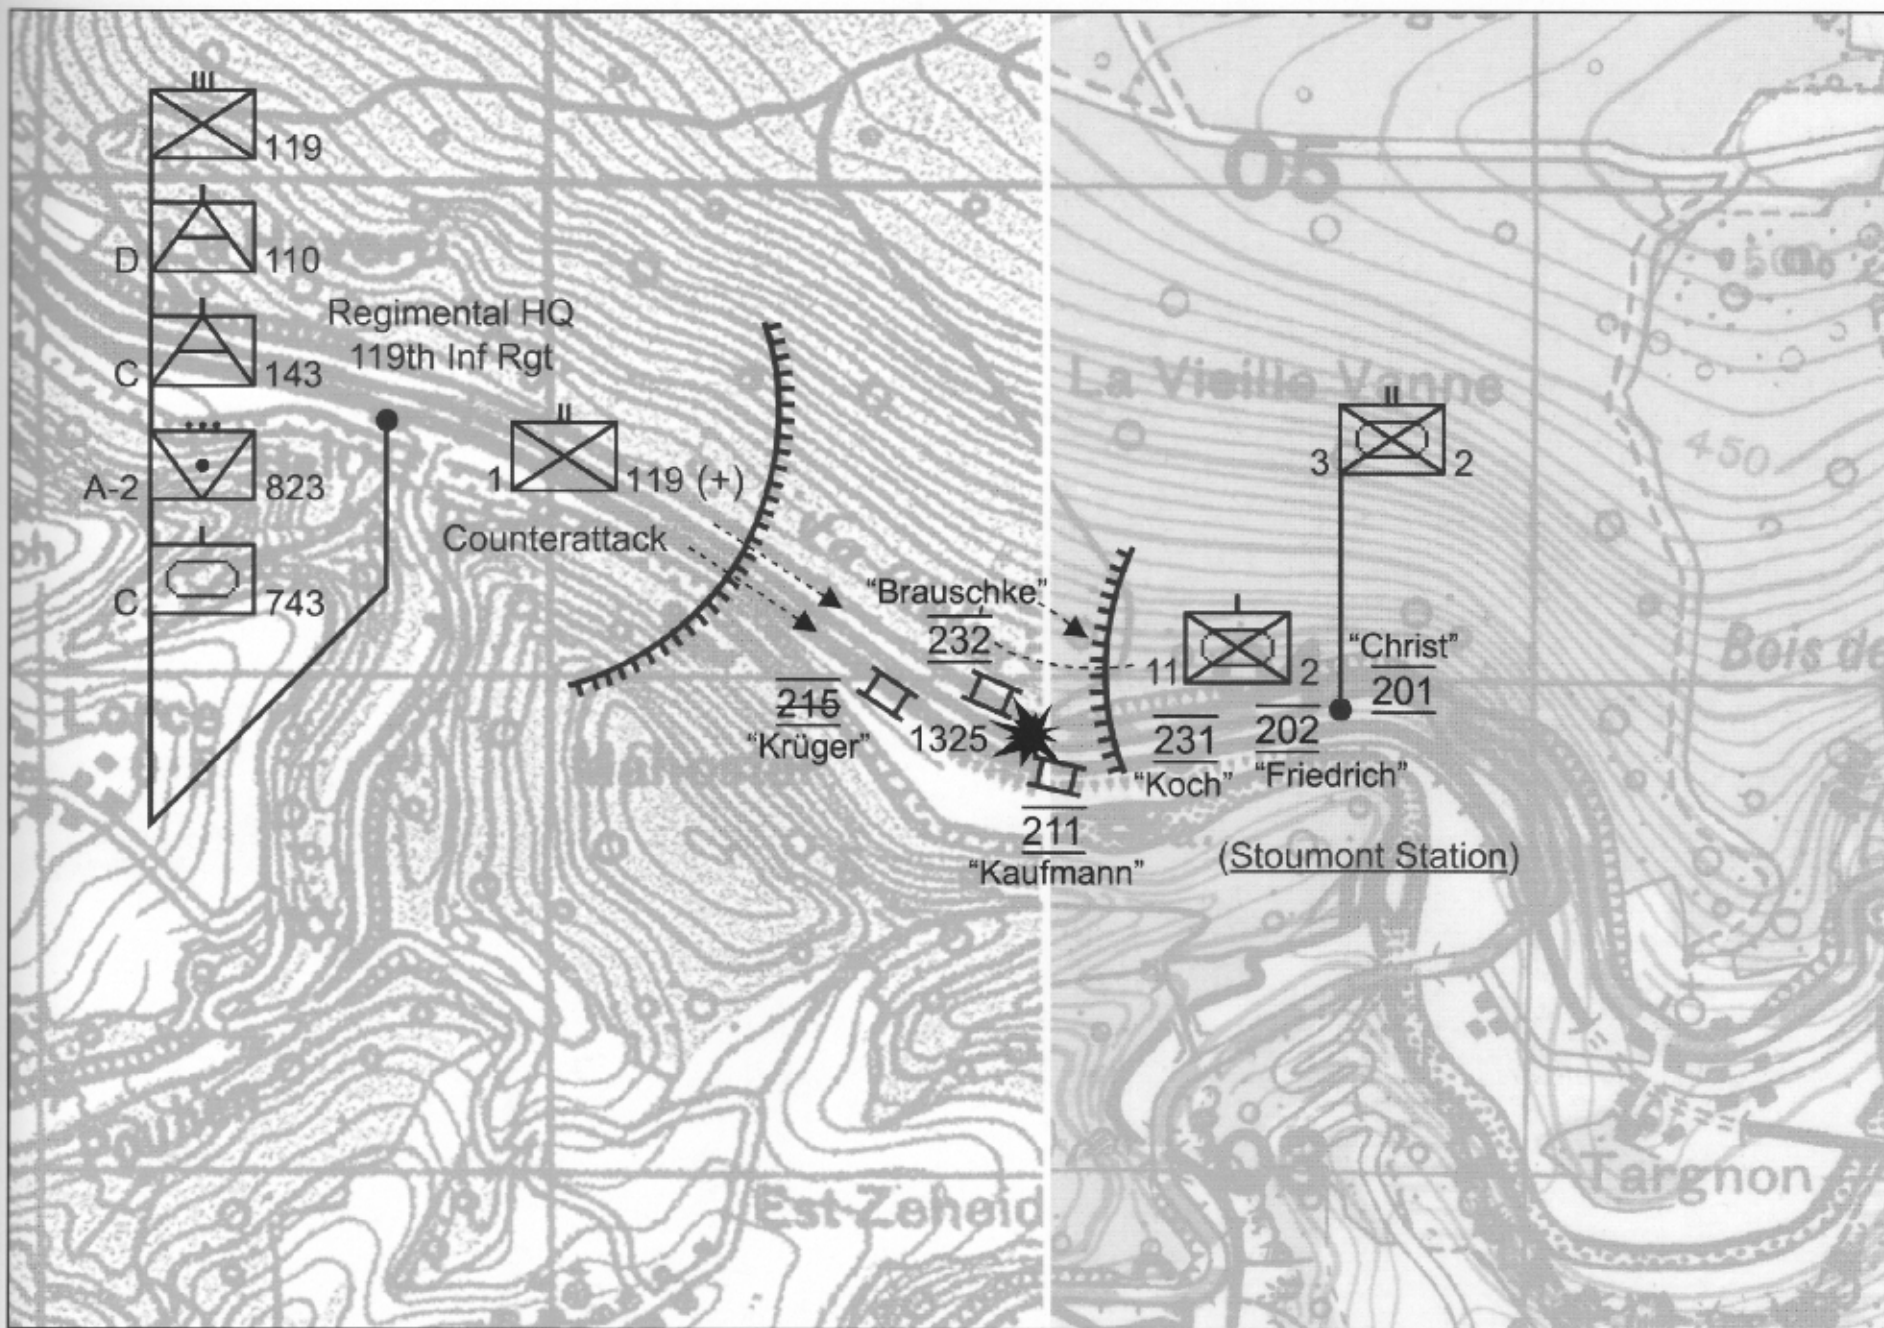 119
D 110
Regimental HQ
119th Inf Rgt
C 143
A-2 823
C 743
1 119 (+)
Counterattack
05
La Vieille Vanne
3 2
450
"Brauschke"
232
11 2
"Christ"
201
Bois de
215
"Krüger"
1325
231
"Koch"
202
"Friedrich"
211
"Kaufmann"
(Stoumont Station)
Targnon